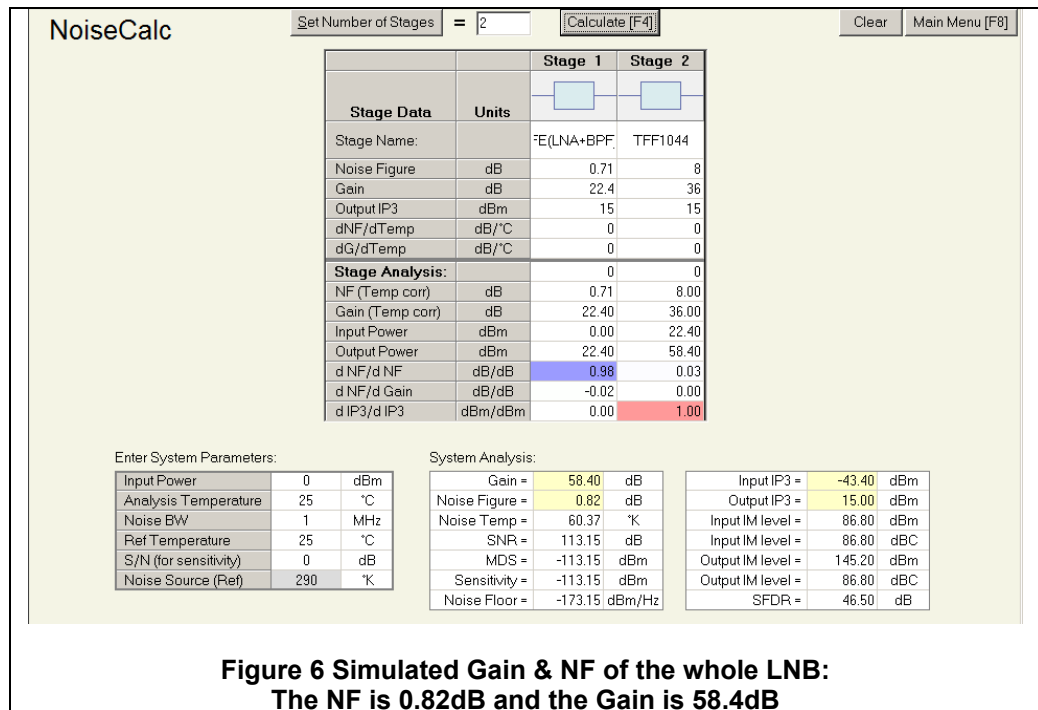 NoiseCalc
Set Number of Stages = 2 Calculate [F4] Clear Main Menu [F8]
Stage 1 Stage 2
Stage Data Units
Stage Name: FE(LNA+BPF) TFF1044
Noise Figure dB 0.71 8
Gain dB 22.4 36
Output IP3 dBm 15 15
dNF/dTemp dB/°C 0 0
dG/dTemp dB/°C 0 0
Stage Analysis: 0 0
NF (Temp corr) dB 0.71 8.00
Gain (Temp corr) dB 22.40 36.00
Input Power dBm 0.00 22.40
Output Power dBm 22.40 58.40
d NF/d NF dB/dB 0.98 0.03
d NF/d Gain dB/dB -0.02 0.00
d IP3/d IP3 dBm/dBm 0.00 1.00
Enter System Parameters:
Input Power 0 dBm
Analysis Temperature 25 °C
Noise BW 1 MHz
Ref Temperature 25 °C
S/N (for sensitivity) 0 dB
Noise Source (Ref) 290 °K
System Analysis:
Gain = 58.40 dB
Noise Figure = 0.82 dB
Noise Temp = 60.37 °K
SNR = 113.15 dB
MDS = -113.15 dBm
Sensitivity = -113.15 dBm
Noise Floor = -173.15 dBm/Hz
Input IP3 = -43.40 dBm
Output IP3 = 15.00 dBm
Input IM level = 86.80 dBm
Input IM level = 86.80 dBC
Output IM level = 145.20 dBm
Output IM level = 86.80 dBC
SFDR = 46.50 dB
Figure 6 Simulated Gain & NF of the whole LNB:
The NF is 0.82dB and the Gain is 58.4dB